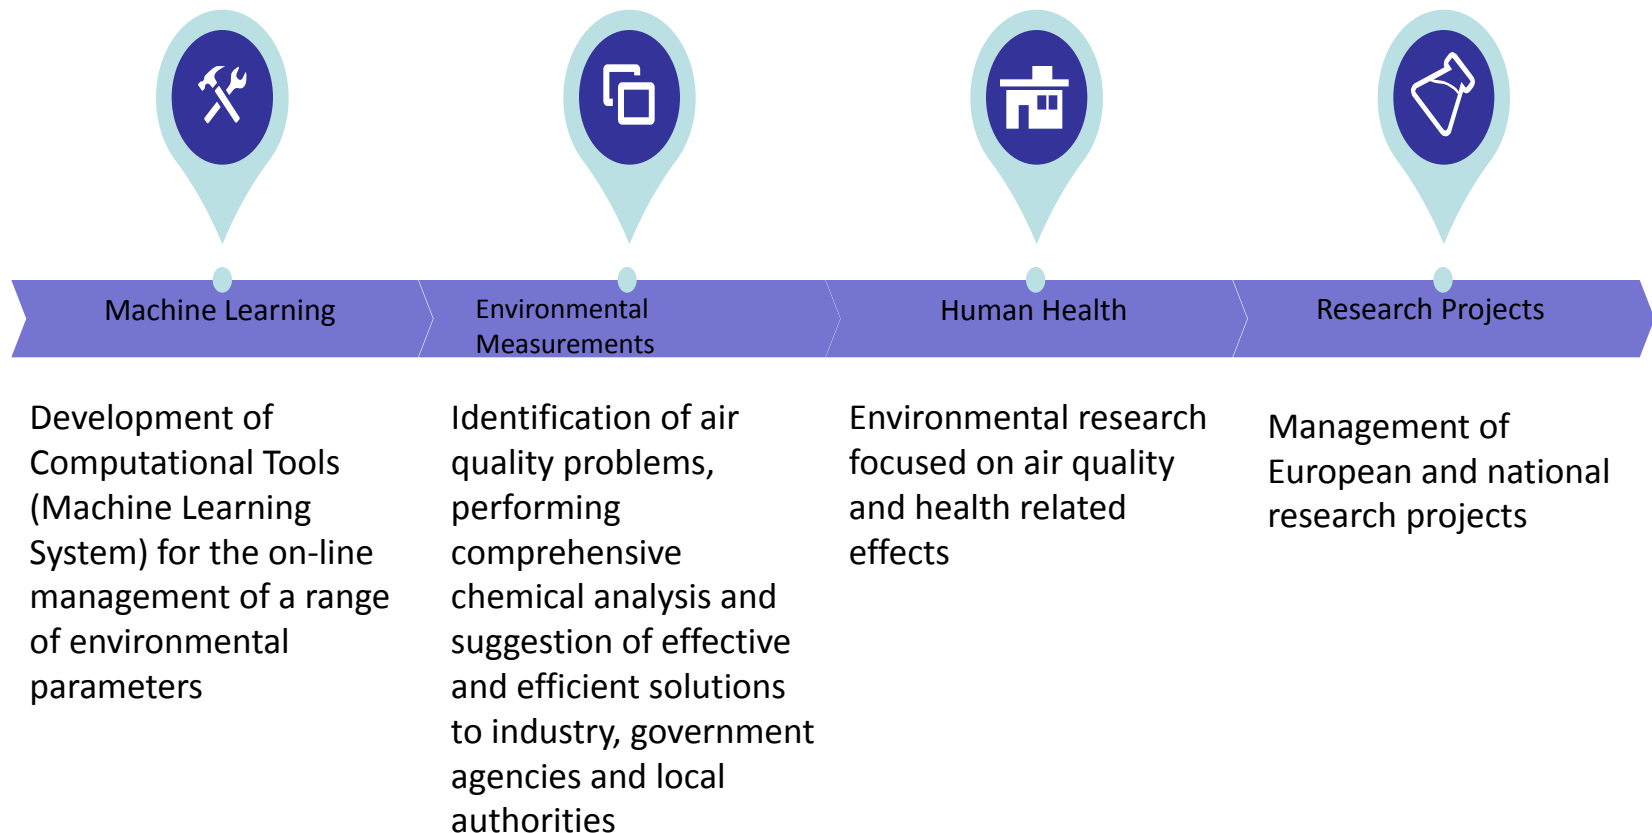 Machine Learning
Environmental
Measurements
Human Health
Research Projects
Development of
Computational Tools
(Machine Learning
System) for the on-line
management of a range
of environmental
parameters
Identification of air
quality problems,
performing
comprehensive
chemical analysis and
suggestion of effective
and efficient solutions
to industry, government
agencies and local
authorities
Environmental research
focused on air quality
and health related
effects
Management of
European and national
research projects